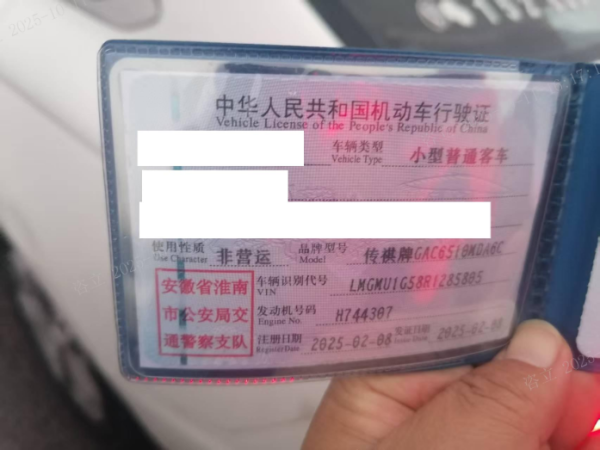 中华人民共和国机动车行驶证
Vehicle License of the People's Republic of China
车辆类型 小型普通客车
Vehicle Type
使用性质 非营运 品牌型号 传祺牌GAC6510MDA6C
Use Character Model
安徽省淮南
市公安局交
通警察支队
车辆识别代号 LMGMU1G58R1285805
VIN
发动机号码 H744307
Engine No.
注册日期 2025-02-08 发证日期 2025-02-08
Register Date Issue Date